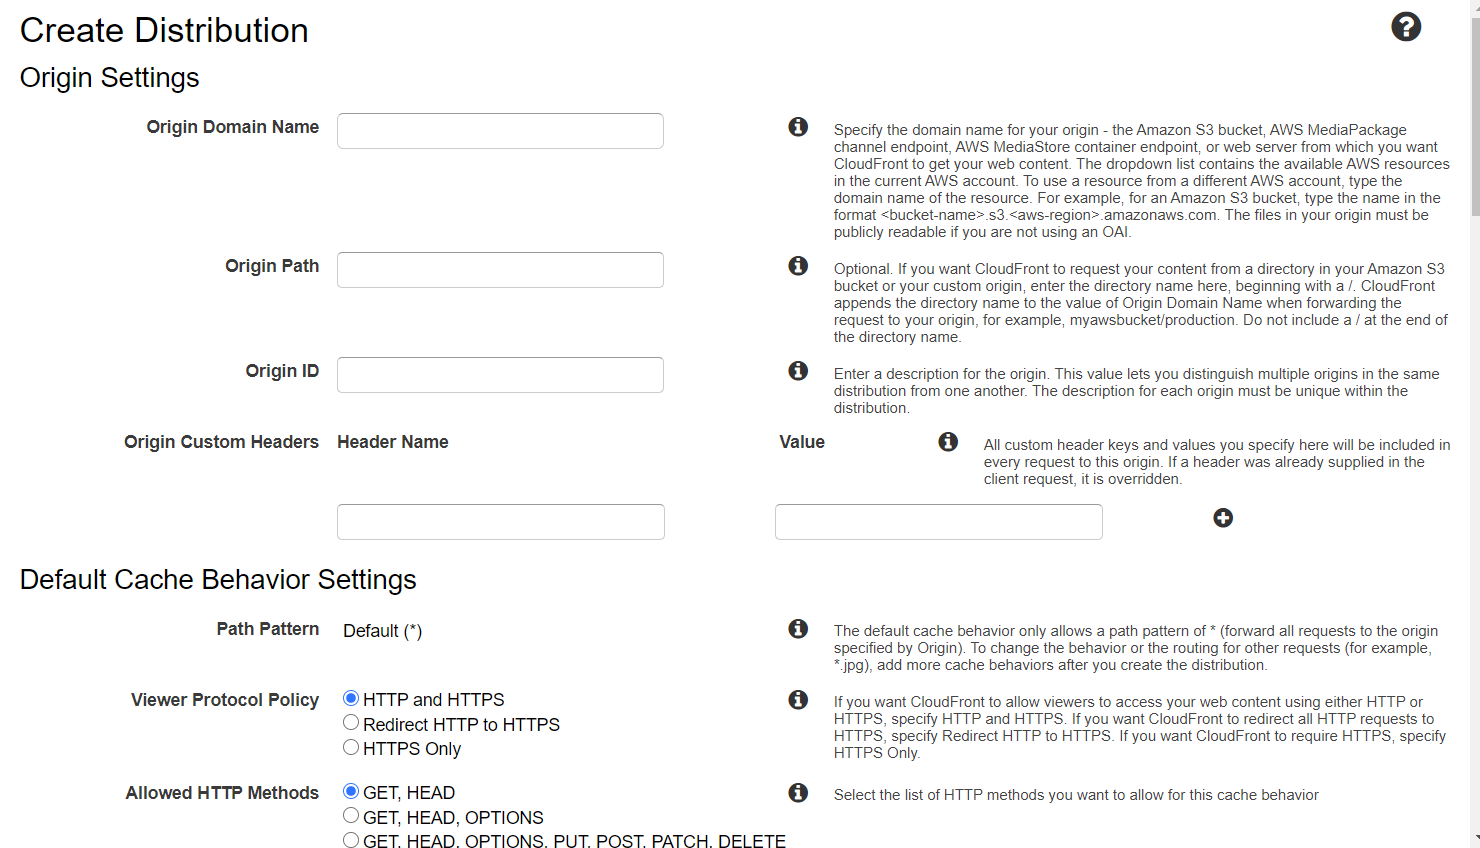 Create Distribution
Origin Settings
Origin Domain Name
Specify the domain name for your origin - the Amazon S3 bucket, AWS MediaPackage
channel endpoint, AWS MediaStore container endpoint, or web server from which you want
CloudFront to get your web content. The dropdown list contains the available AWS resources
in the current AWS account. To use a resource from a different AWS account, type the
domain name of the resource. For example, for an Amazon S3 bucket, type the name in the
format <bucket-name>.s3.<aws-region>.amazonaws.com. The files in your origin must be
publicly readable if you are not using an OAI.
Origin Path
Optional. If you want CloudFront to request your content from a directory in your Amazon S3
bucket or your custom origin, enter the directory name here, beginning with a /. CloudFront
appends the directory name to the value of Origin Domain Name when forwarding the
request to your origin, for example, myawsbucket/production. Do not include a / at the end of
the directory name.
Origin ID
Enter a description for the origin. This value lets you distinguish multiple origins in the same
distribution from one another. The description for each origin must be unique within the
distribution.
Origin Custom Headers Header Name Value
All custom header keys and values you specify here will be included in
every request to this origin. If a header was already supplied in the
client request, it is overridden.
Default Cache Behavior Settings
Path Pattern Default (*)
The default cache behavior only allows a path pattern of * (forward all requests to the origin
specified by Origin). To change the behavior or the routing for other requests (for example,
*.jpg), add more cache behaviors after you create the distribution.
Viewer Protocol Policy
HTTP and HTTPS
Redirect HTTP to HTTPS
HTTPS Only
If you want CloudFront to allow viewers to access your web content using either HTTP or
HTTPS, specify HTTP and HTTPS. If you want CloudFront to redirect all HTTP requests to
HTTPS, specify Redirect HTTP to HTTPS. If you want CloudFront to require HTTPS, specify
HTTPS Only.
Allowed HTTP Methods
GET, HEAD
GET, HEAD, OPTIONS
GET, HEAD, OPTIONS, PUT, POST, PATCH, DELETE
Select the list of HTTP methods you want to allow for this cache behavior